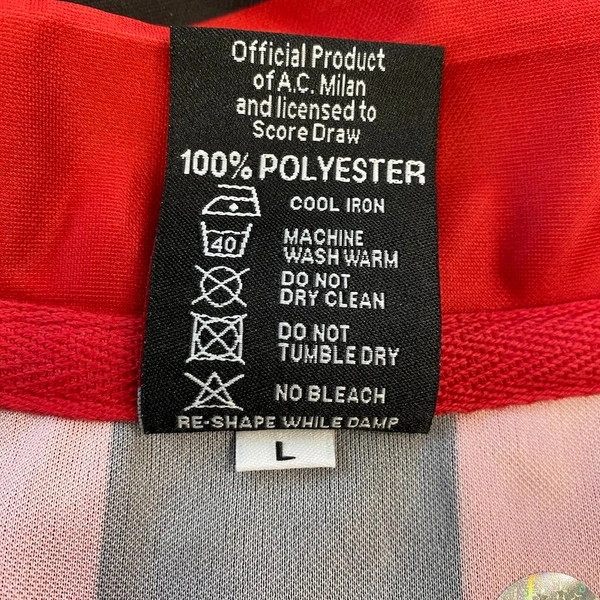 Official Product
of A.C. Milan
and licensed to
Score Draw
100% POLYESTER
COOL IRON
40
MACHINE
WASH WARM
DO NOT
DRY CLEAN
DO NOT
TUMBLE DRY
NO BLEACH
RE-SHAPE WHILE DAMP
L